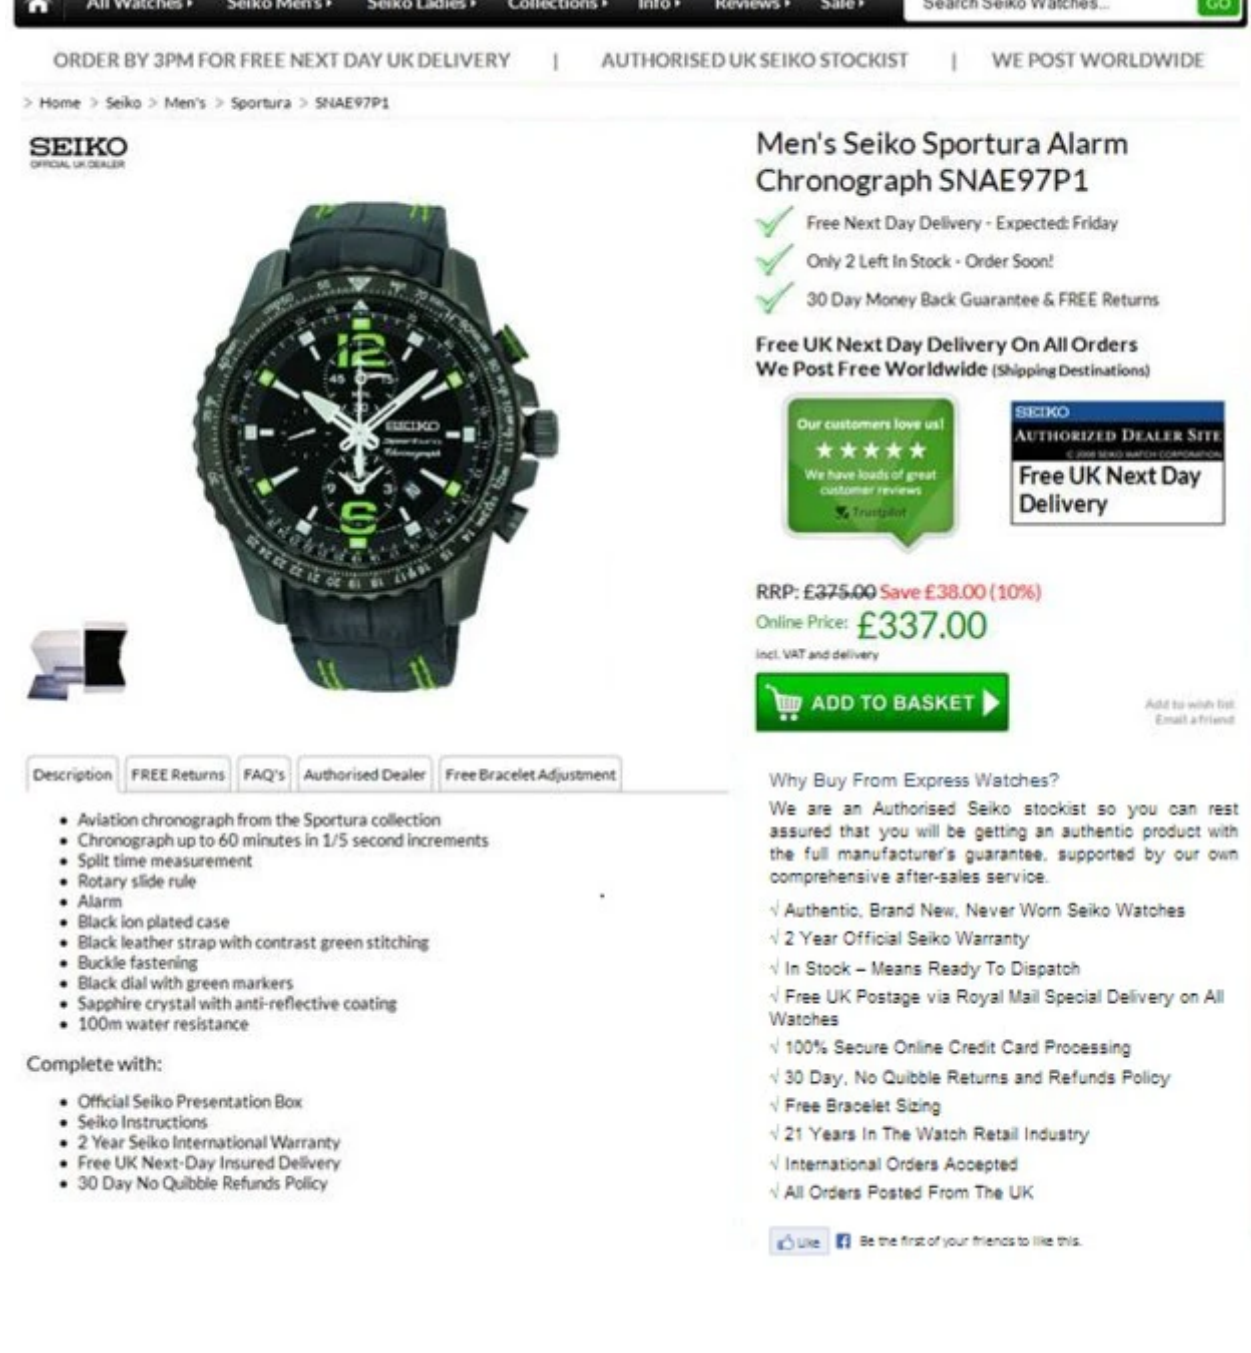 All Watches Seiko Men's Seiko Ladies Collections Info Reviews Sale Search Seiko Watches... GO
ORDER BY 3PM FOR FREE NEXT DAY UK DELIVERY | AUTHORISED UK SEIKO STOCKIST | WE POST WORLDWIDE
> Home > Seiko > Men's > Sportura > SNAE97P1
SEIKO
OFFICIAL UK DEALER
12
45 15
SEIKO
Sportura
Chronograph
9 3
6
Men's Seiko Sportura Alarm
Chronograph SNAE97P1
Free Next Day Delivery - Expected: Friday
Only 2 Left In Stock - Order Soon!
30 Day Money Back Guarantee & FREE Returns
Free UK Next Day Delivery On All Orders
We Post Free Worldwide (Shipping Destinations)
Our customers love us!
We have loads of great
customer reviews
Trustpilot
SEIKO
AUTHORIZED DEALER SITE
© 2008 SEIKO WATCH CORPORATION
Free UK Next Day
Delivery
RRP: £375.00 Save £38.00 (10%)
Online Price: £337.00
incl. VAT and delivery
ADD TO BASKET
Add to wish list
Email a friend
Description FREE Returns FAQ's Authorised Dealer Free Bracelet Adjustment
• Aviation chronograph from the Sportura collection
• Chronograph up to 60 minutes in 1/5 second increments
• Split time measurement
• Rotary slide rule
• Alarm
• Black ion plated case
• Black leather strap with contrast green stitching
• Buckle fastening
• Black dial with green markers
• Sapphire crystal with anti-reflective coating
• 100m water resistance
Complete with:
• Official Seiko Presentation Box
• Seiko Instructions
• 2 Year Seiko International Warranty
• Free UK Next-Day Insured Delivery
• 30 Day No Quibble Refunds Policy
Why Buy From Express Watches?
We are an Authorised Seiko stockist so you can rest
assured that you will be getting an authentic product with
the full manufacturer's guarantee, supported by our own
comprehensive after-sales service.
√ Authentic, Brand New, Never Worn Seiko Watches
√ 2 Year Official Seiko Warranty
√ In Stock – Means Ready To Dispatch
√ Free UK Postage via Royal Mail Special Delivery on All
Watches
√ 100% Secure Online Credit Card Processing
√ 30 Day, No Quibble Returns and Refunds Policy
√ Free Bracelet Sizing
√ 21 Years In The Watch Retail Industry
√ International Orders Accepted
√ All Orders Posted From The UK
Like Be the first of your friends to like this.